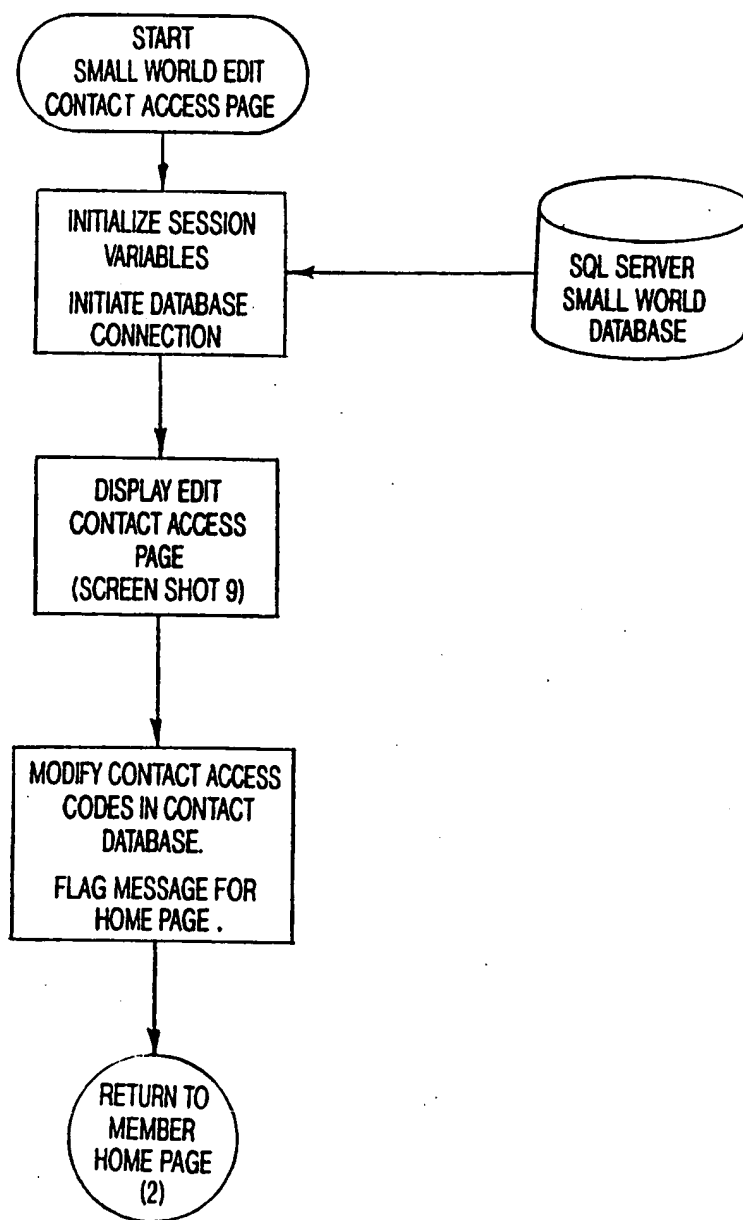 START
SMALL WORLD EDIT
CONTACT ACCESS PAGE
INITIALIZE SESSION
VARIABLES
INITIATE DATABASE
CONNECTION
SQL SERVER
SMALL WORLD
DATABASE
DISPLAY EDIT
CONTACT ACCESS
PAGE
(SCREEN SHOT 9)
MODIFY CONTACT ACCESS
CODES IN CONTACT
DATABASE.
FLAG MESSAGE FOR
HOME PAGE .
RETURN TO
MEMBER
HOME PAGE
(2)